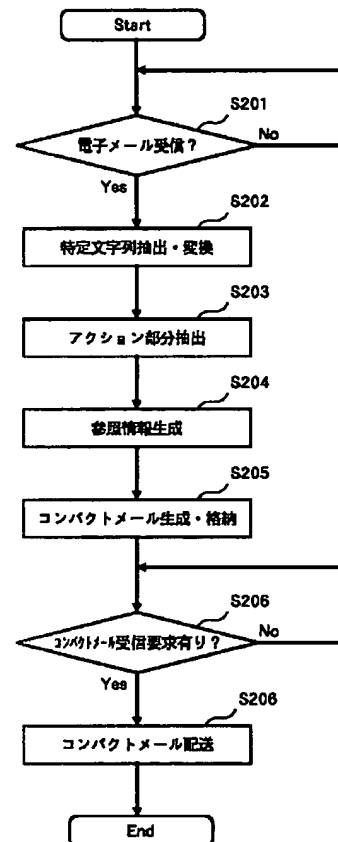 Start
S201
電子メール受信?
No
Yes
S202
特定文字列抽出・変換
S203
アクション部分抽出
S204
参照情報生成
S205
コンパクトメール生成・格納
S206
コンパクトメール受信要求有り?
No
Yes
S206
コンパクトメール配送
End